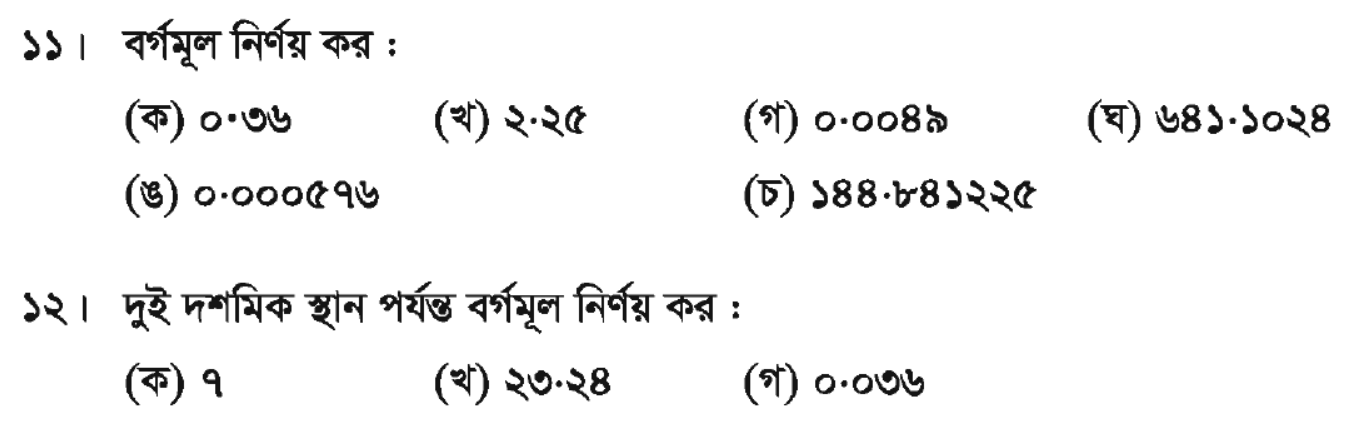 ১১। বর্গমূল নির্ণয় কর :
(ক) ০·৩৬ (খ) ২·২৫ (গ) ০·০০৪৯ (ঘ) ৬৪১·১০২৪
(ঙ) ০·০০০৫৭৬ (চ) ১৪৪·৮৪১২২৫
১২। দুই দশমিক স্থান পর্যন্ত বর্গমূল নির্ণয় কর :
(ক) ৭ (খ) ২৩·২৪ (গ) ০·০৩৬